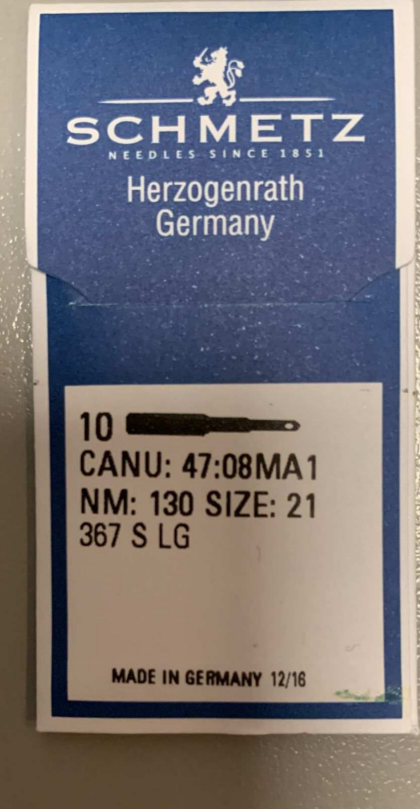 SCHMETZ
NEEDLES SINCE 1851
Herzogenrath
Germany
10
CANU: 47:08MA1
NM: 130 SIZE: 21
367 S LG
MADE IN GERMANY 12/16